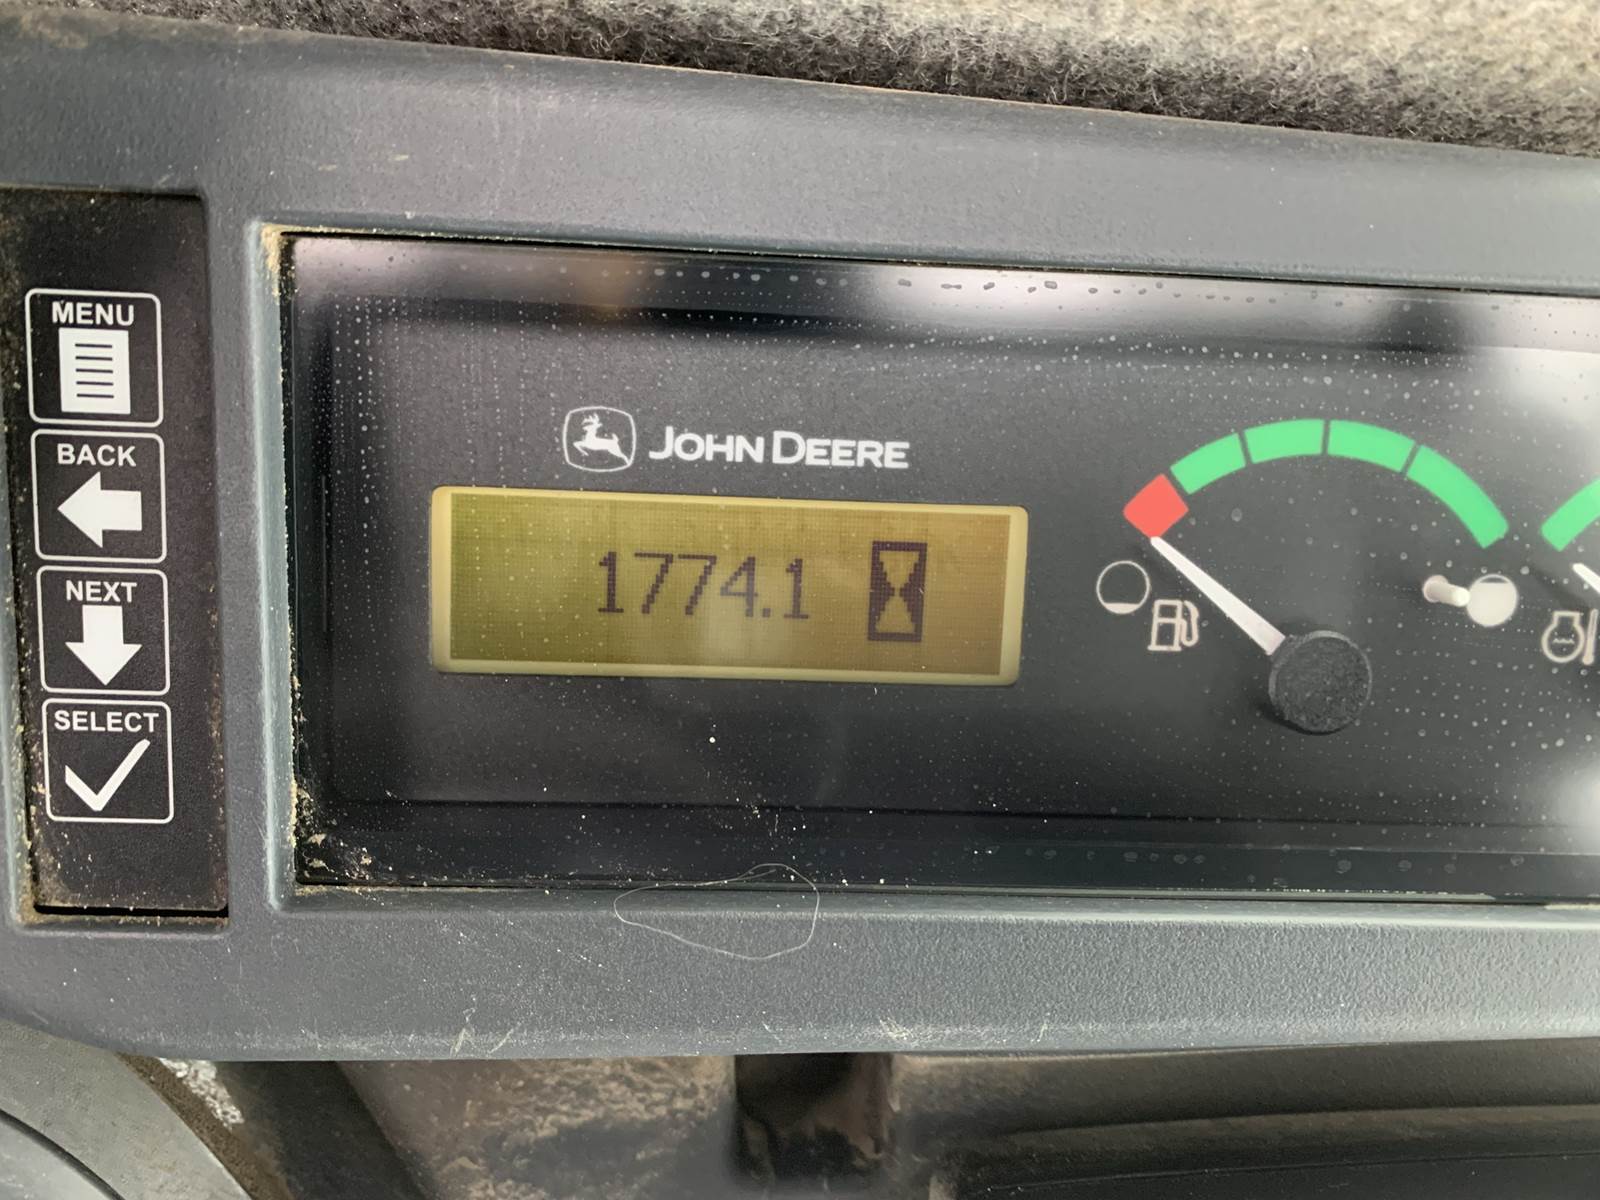 MENU
BACK
NEXT
SELECT
JOHN DEERE
1774.1